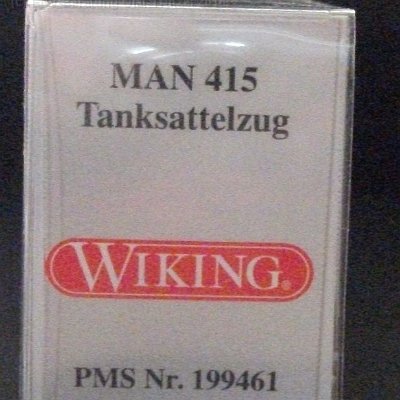 MAN 415
Tanksattelzug
WIKING®
PMS Nr. 199461